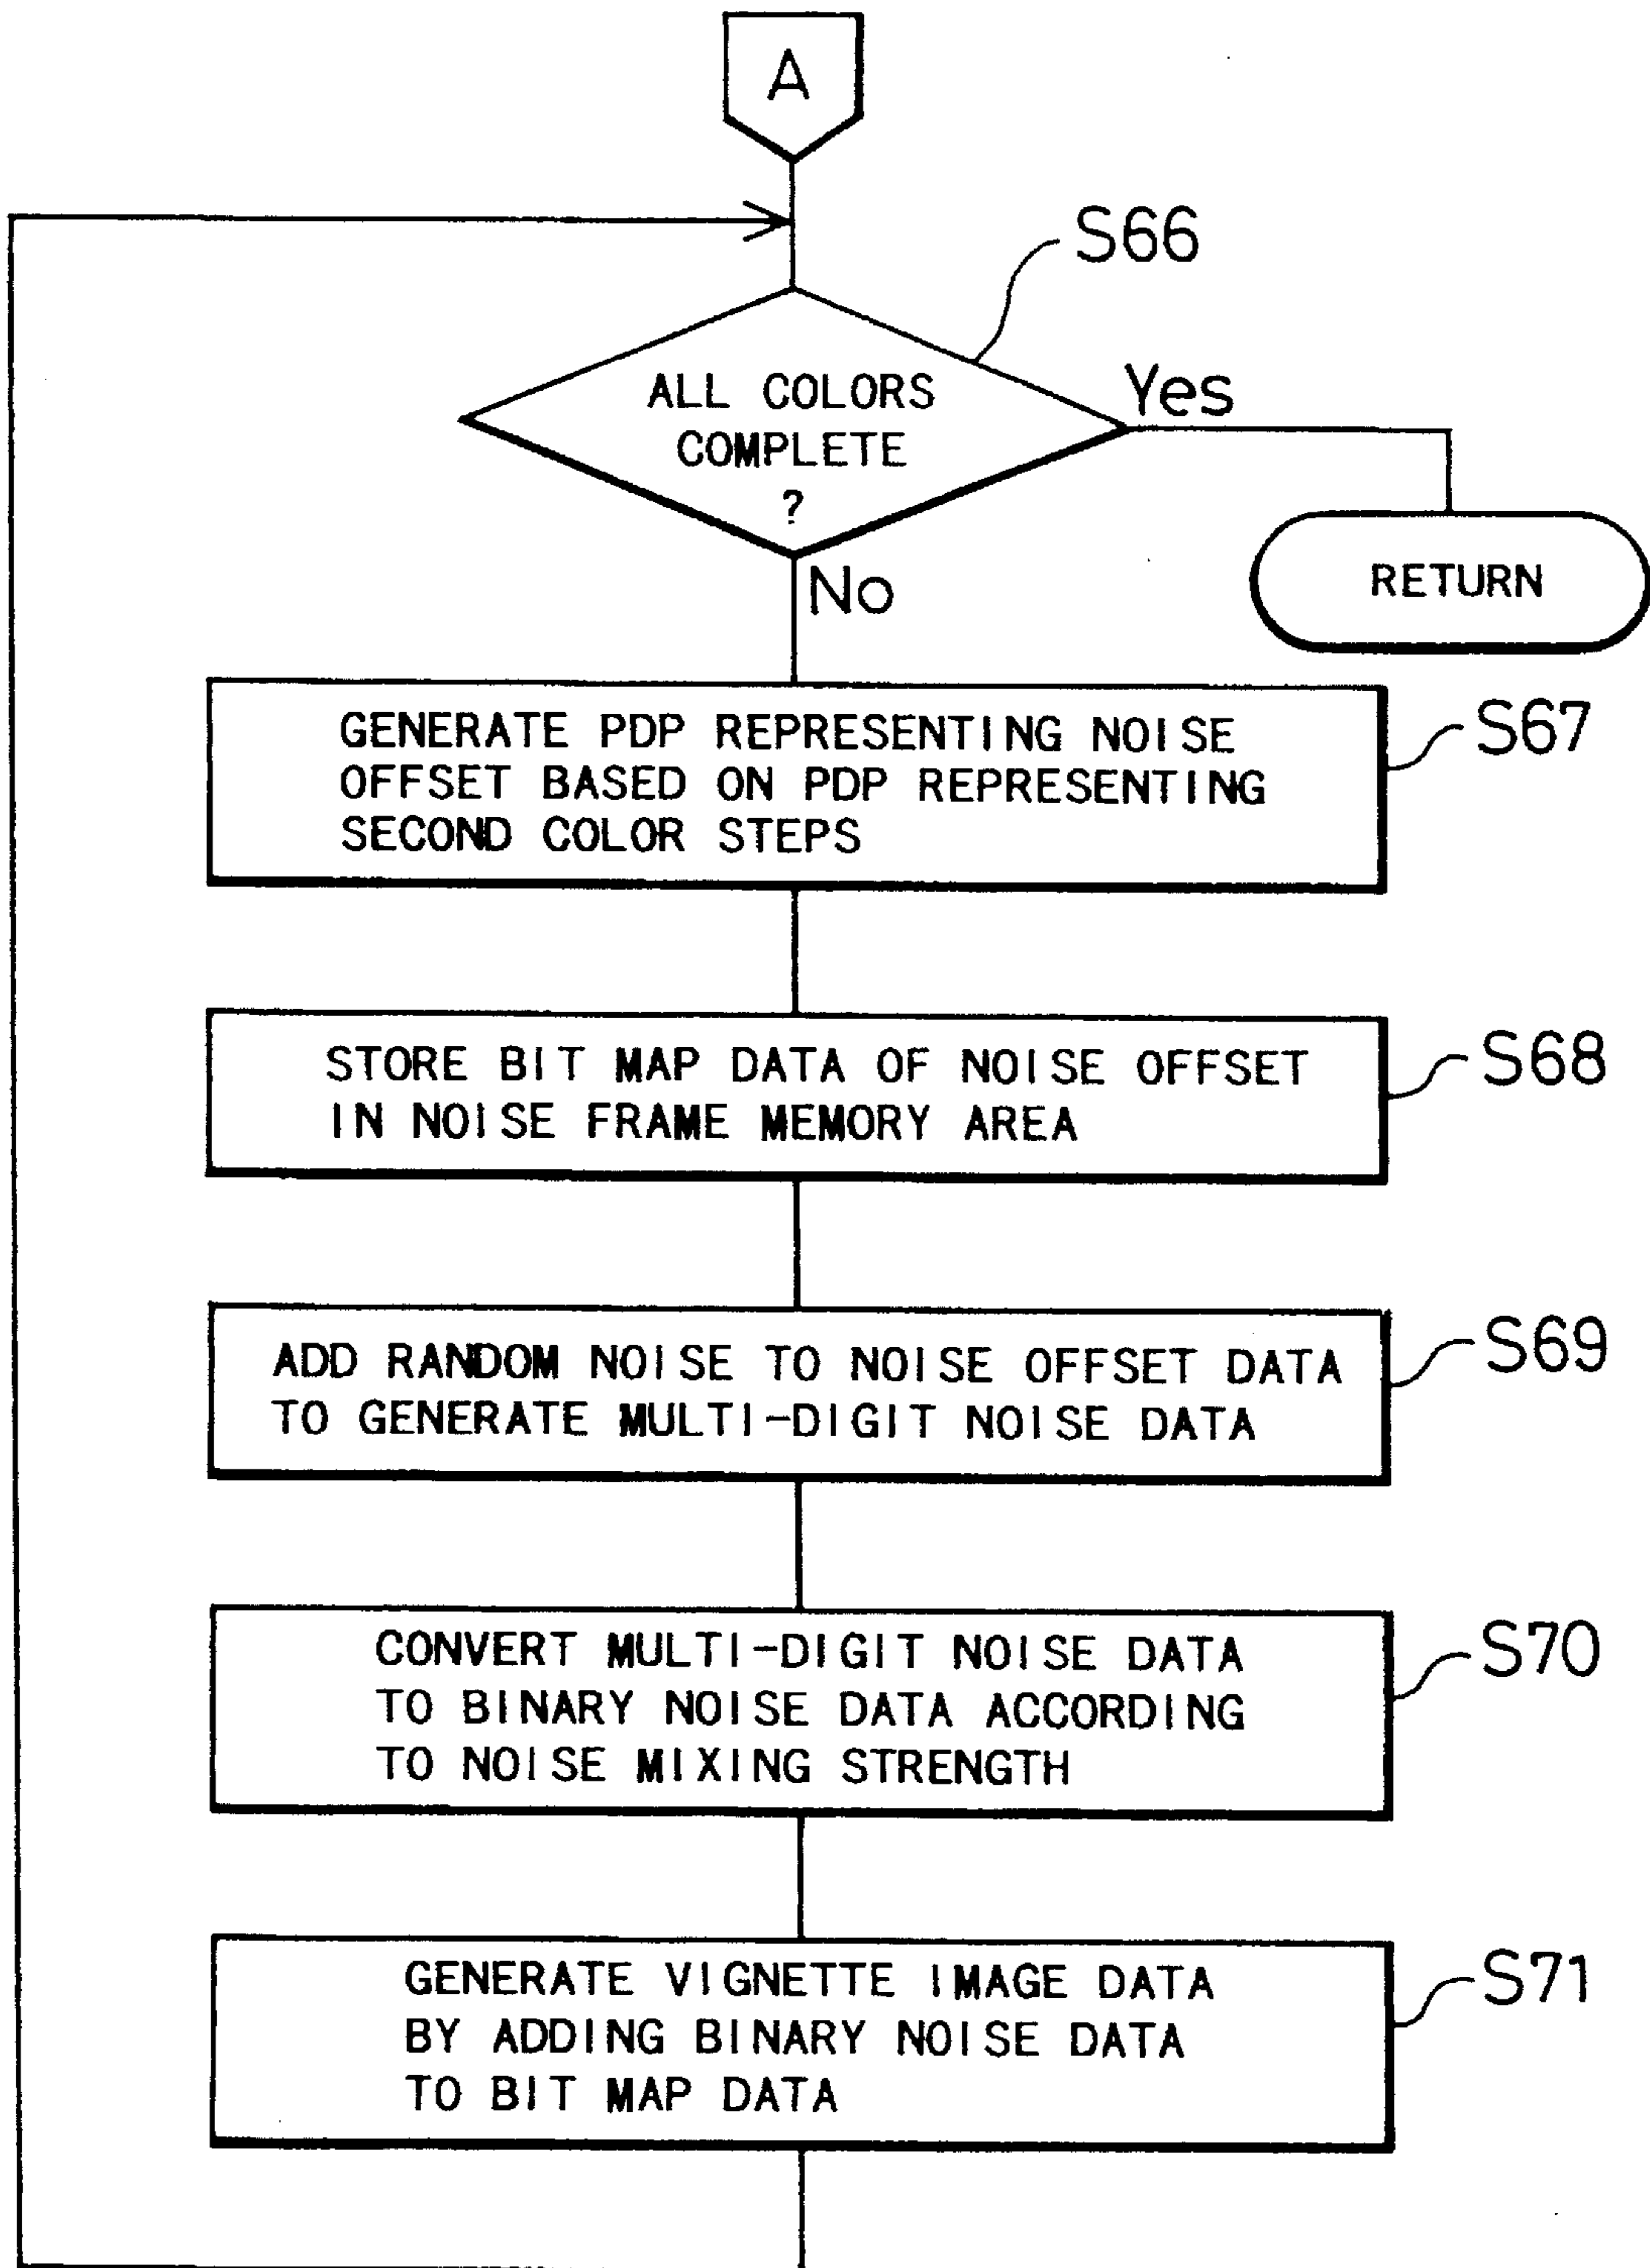 A
S66
ALL COLORS
COMPLETE
?
Yes
RETURN
No
GENERATE PDP REPRESENTING NOISE
OFFSET BASED ON PDP REPRESENTING
SECOND COLOR STEPS
S67
STORE BIT MAP DATA OF NOISE OFFSET
IN NOISE FRAME MEMORY AREA
S68
ADD RANDOM NOISE TO NOISE OFFSET DATA
TO GENERATE MULTI-DIGIT NOISE DATA
S69
CONVERT MULTI-DIGIT NOISE DATA
TO BINARY NOISE DATA ACCORDING
TO NOISE MIXING STRENGTH
S70
GENERATE VIGNETTE IMAGE DATA
BY ADDING BINARY NOISE DATA
TO BIT MAP DATA
S71